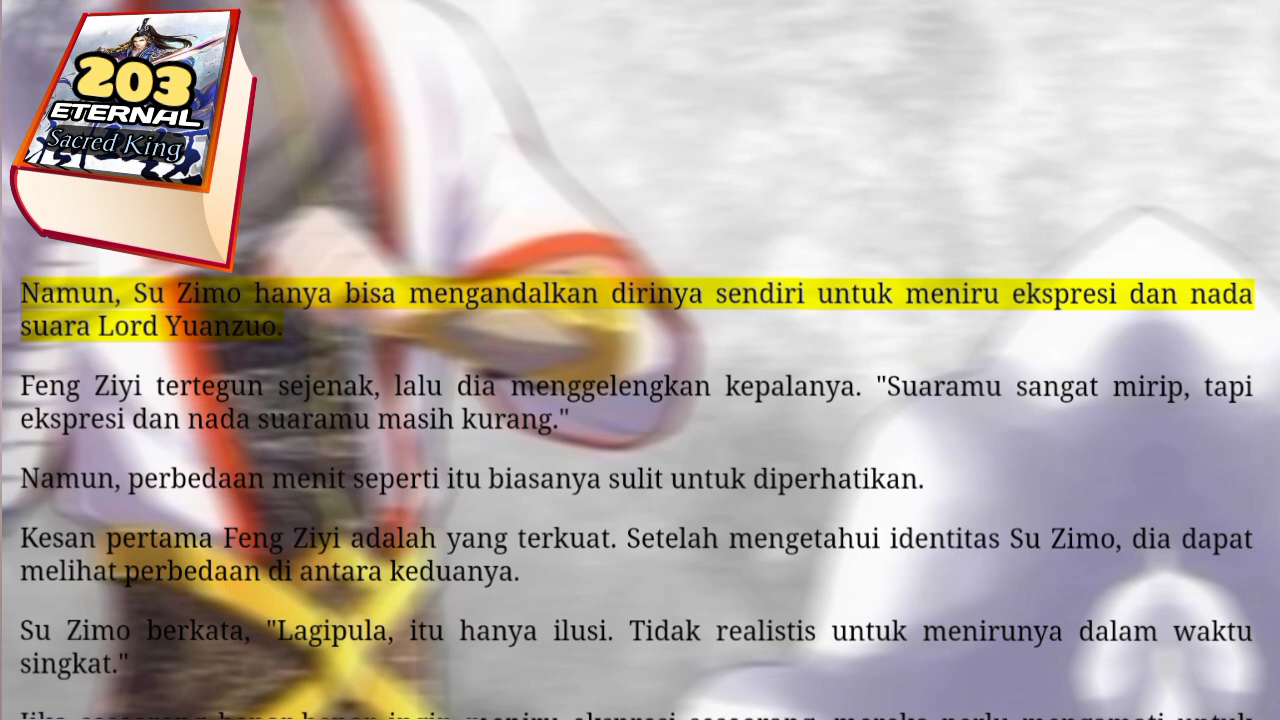 203
ETERNAL
Sacred King
Namun, Su Zimo hanya bisa mengandalkan dirinya sendiri untuk meniru ekspresi dan nada
suara Lord Yuanzuo.
Feng Ziyi tertegun sejenak, lalu dia menggelengkan kepalanya. "Suaramu sangat mirip, tapi
ekspresi dan nada suaramu masih kurang."
Namun, perbedaan menit seperti itu biasanya sulit untuk diperhatikan.
Kesan pertama Feng Ziyi adalah yang terkuat. Setelah mengetahui identitas Su Zimo, dia dapat
melihat perbedaan di antara keduanya.
Su Zimo berkata, "Lagipula, itu hanya ilusi. Tidak realistis untuk menirunya dalam waktu
singkat."